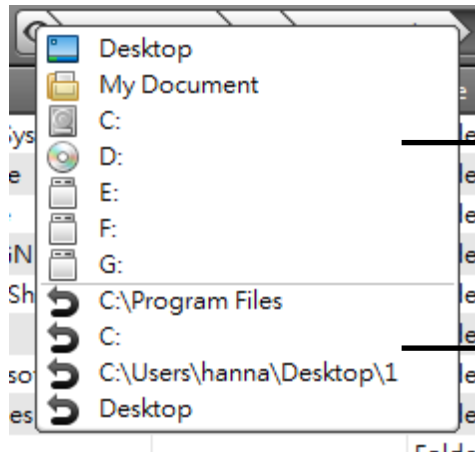 Desktop
My Document
C:
D:
E:
F:
G:
C:\Program Files
C:
C:\Users\hanna\Desktop\1
Desktop